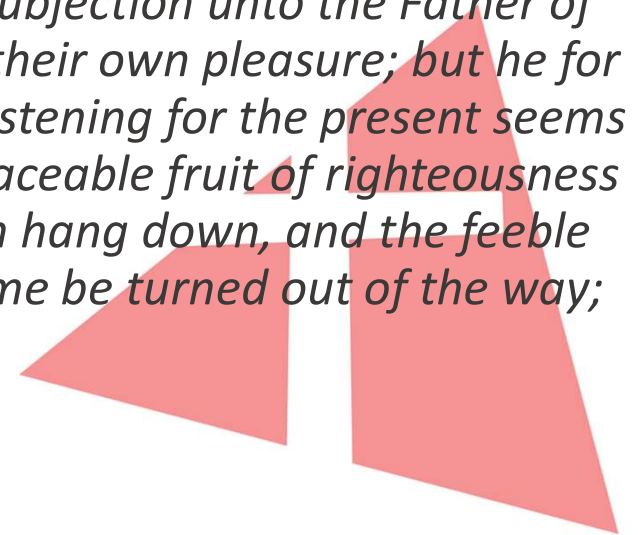 ubjection unto the Father of
their own pleasure; but he for
stening for the present seems
aceable fruit of righteousness
hang down, and the feeble
me be turned out of the way;